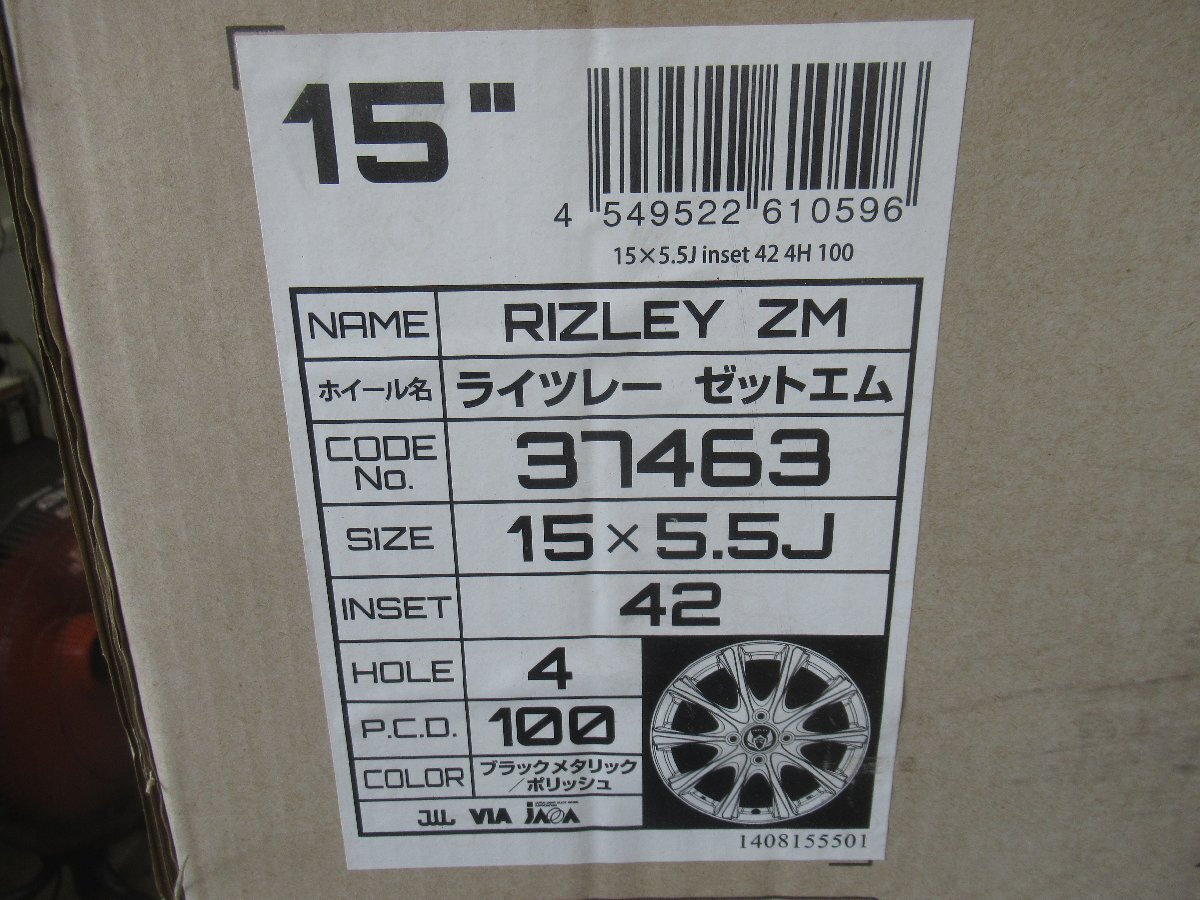 15"
4 549522 610596
15×5.5J inset 42 4H 100
NAME RIZLEY ZM
ホイール名 ライツレー ゼットエム
CODE No. 37463
SIZE 15×5.5J
INSET 42
HOLE 4
P.C.D. 100
COLOR ブラックメタリック
／ポリッシュ
JWL VIA JAWA
1408155501